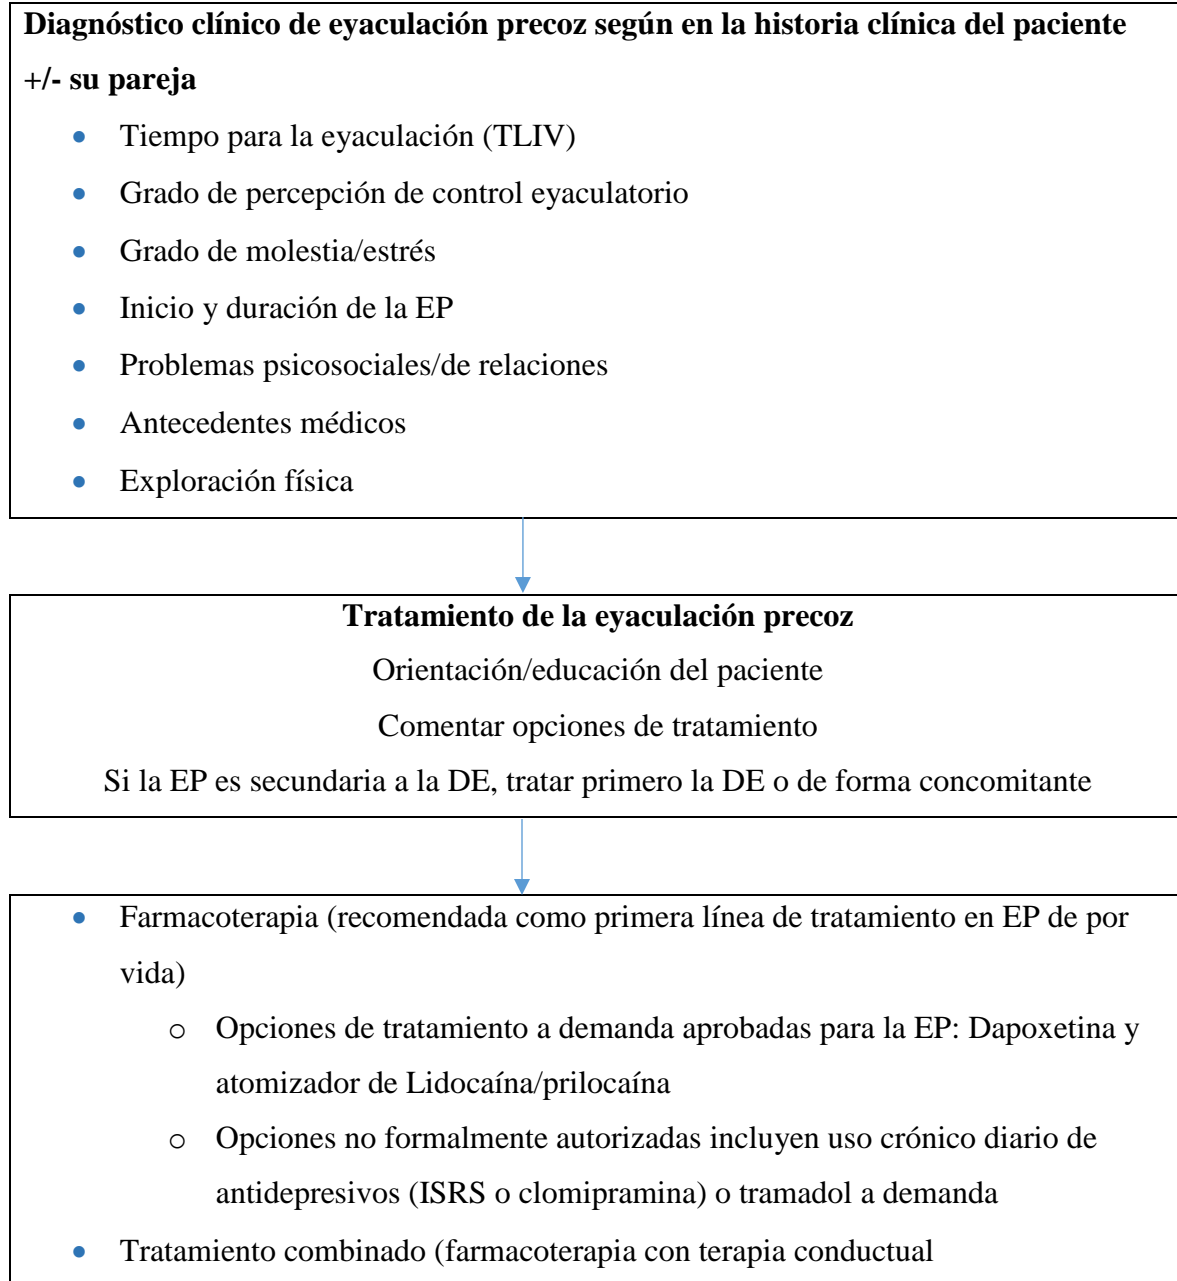 Diagnóstico clínico de eyaculación precoz según en la historia clínica del paciente
+/- su pareja
• Tiempo para la eyaculación (TLIV)
• Grado de percepción de control eyaculatorio
• Grado de molestia/estrés
• Inicio y duración de la EP
• Problemas psicosociales/de relaciones
• Antecedentes médicos
• Exploración física
Tratamiento de la eyaculación precoz
Orientación/educación del paciente
Comentar opciones de tratamiento
Si la EP es secundaria a la DE, tratar primero la DE o de forma concomitante
• Farmacoterapia (recomendada como primera línea de tratamiento en EP de por
vida)
o Opciones de tratamiento a demanda aprobadas para la EP: Dapoxetina y
atomizador de Lidocaína/prilocaína
o Opciones no formalmente autorizadas incluyen uso crónico diario de
antidepresivos (ISRS o clomipramina) o tramadol a demanda
• Tratamiento combinado (farmacoterapia con terapia conductual